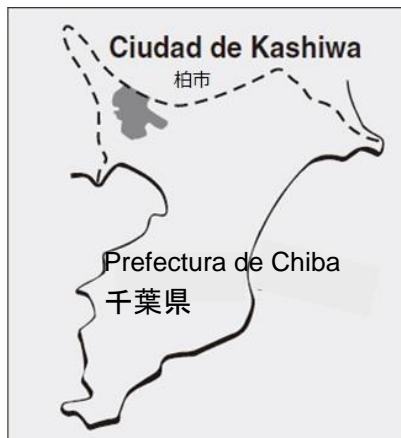 Ciudad de Kashiwa
柏市
Prefectura de Chiba
千葉県